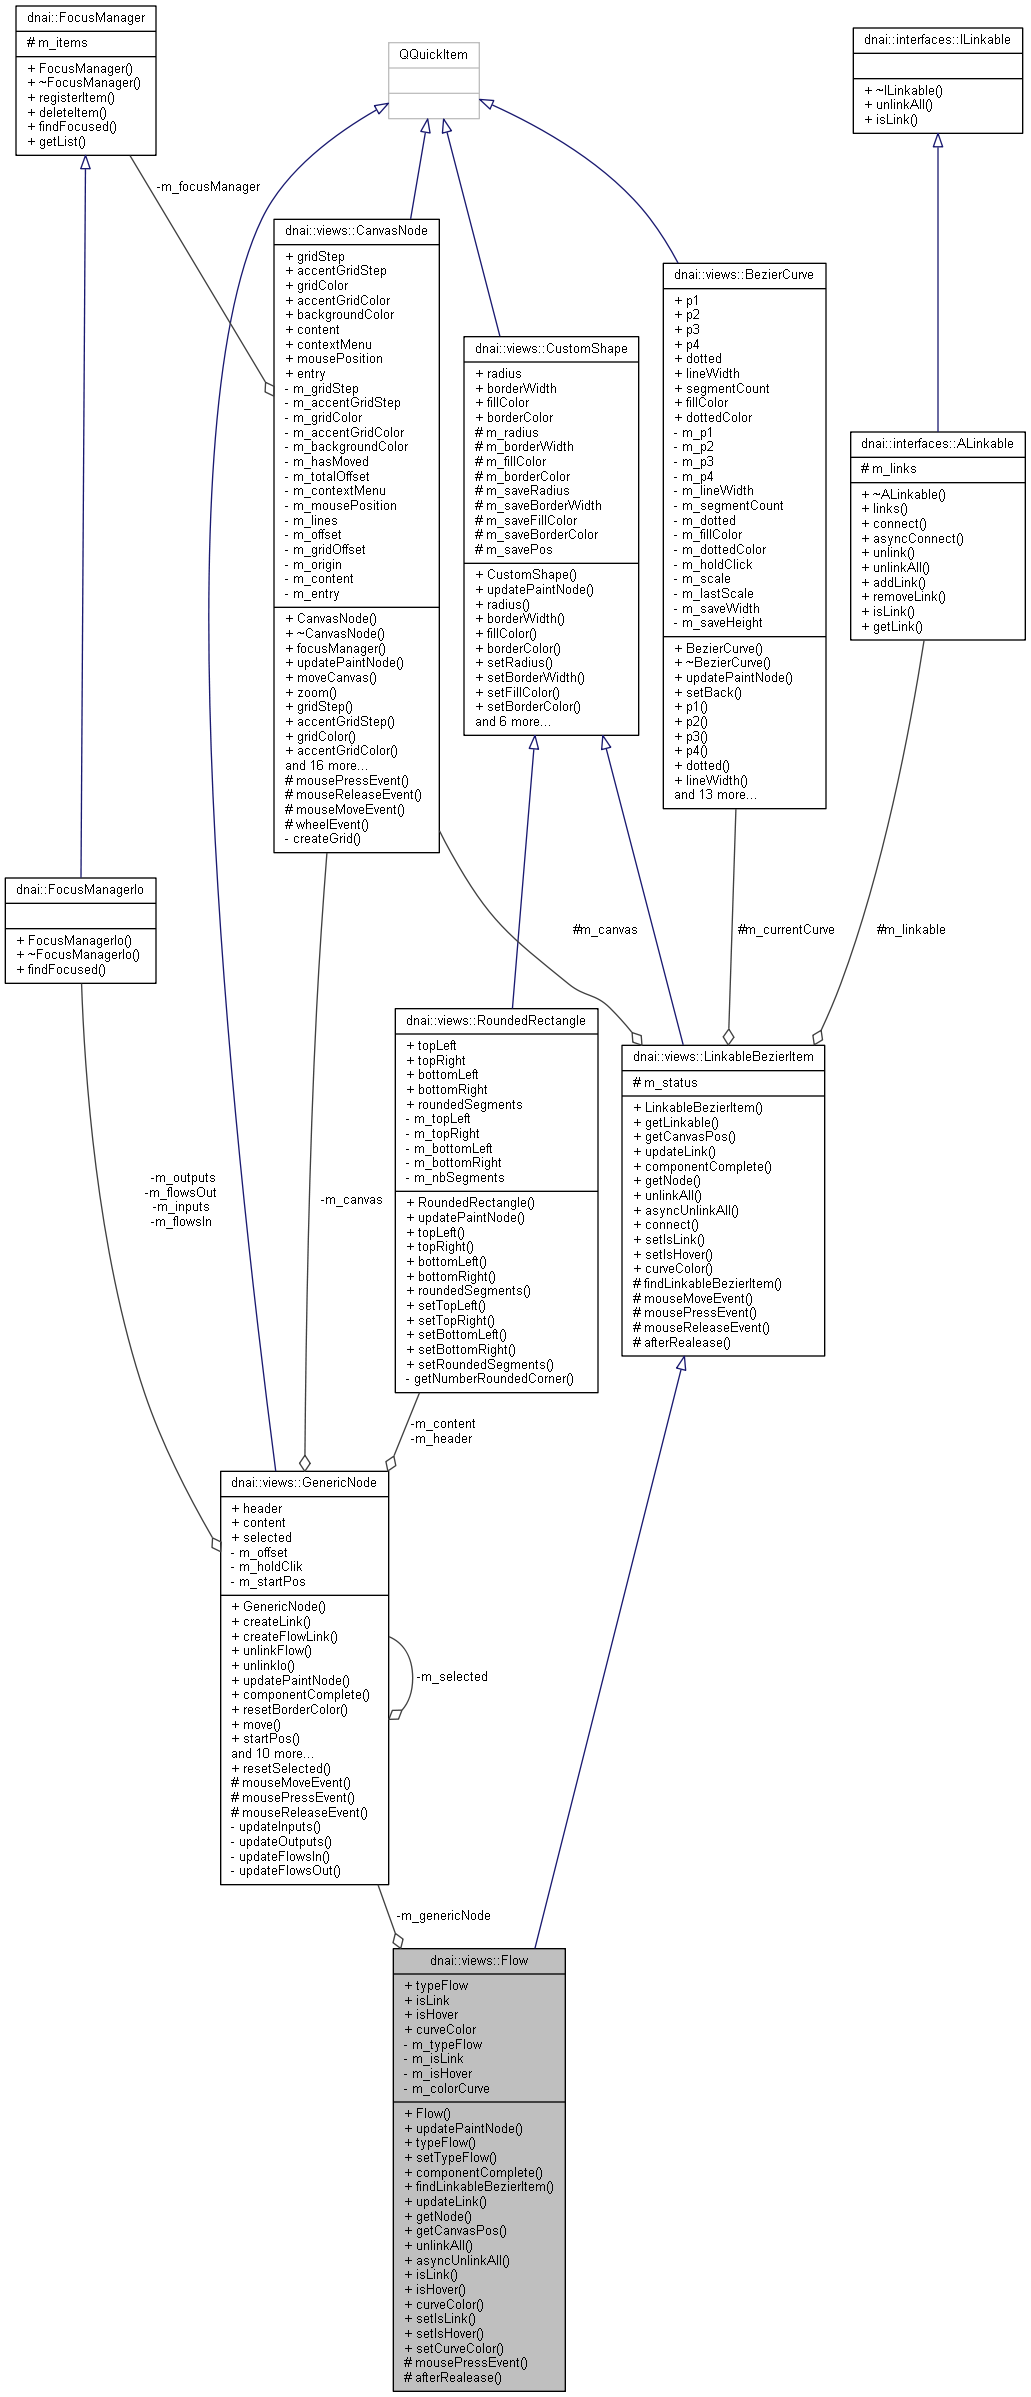 dnai::FocusManager
# m_items
+ FocusManager()
+ ~FocusManager()
+ registerItem()
+ deleteItem()
+ findFocused()
+ getList()
QQuickItem
dnai::interfaces::ILinkable
+ ~ILinkable()
+ unlinkAll()
+ isLink()
-m_focusManager
dnai::views::CanvasNode
+ gridStep
+ accentGridStep
+ gridColor
+ accentGridColor
+ backgroundColor
+ content
+ contextMenu
+ mousePosition
+ entry
- m_gridStep
- m_accentGridStep
- m_gridColor
- m_accentGridColor
- m_backgroundColor
- m_hasMoved
- m_totalOffset
- m_contextMenu
- m_mousePosition
- m_lines
- m_offset
- m_gridOffset
- m_origin
- m_content
- m_entry
+ CanvasNode()
+ ~CanvasNode()
+ focusManager()
+ updatePaintNode()
+ moveCanvas()
+ zoom()
+ gridStep()
+ accentGridStep()
+ gridColor()
+ accentGridColor()
and 16 more...
# mousePressEvent()
# mouseReleaseEvent()
# mouseMoveEvent()
# wheelEvent()
- createGrid()
dnai::views::CustomShape
+ radius
+ borderWidth
+ fillColor
+ borderColor
# m_radius
# m_borderWidth
# m_fillColor
# m_borderColor
# m_saveRadius
# m_saveBorderWidth
# m_saveFillColor
# m_saveBorderColor
# m_savePos
+ CustomShape()
+ updatePaintNode()
+ radius()
+ borderWidth()
+ fillColor()
+ borderColor()
+ setRadius()
+ setBorderWidth()
+ setFillColor()
+ setBorderColor()
and 6 more...
dnai::views::BezierCurve
+ p1
+ p2
+ p3
+ p4
+ dotted
+ lineWidth
+ segmentCount
+ fillColor
+ dottedColor
- m_p1
- m_p2
- m_p3
- m_p4
- m_lineWidth
- m_segmentCount
- m_dotted
- m_fillColor
- m_dottedColor
- m_holdClick
- m_scale
- m_lastScale
- m_saveWidth
- m_saveHeight
+ BezierCurve()
+ ~BezierCurve()
+ updatePaintNode()
+ setBack()
+ p1()
+ p2()
+ p3()
+ p4()
+ dotted()
+ lineWidth()
and 13 more...
dnai::interfaces::ALinkable
# m_links
+ ~ALinkable()
+ links()
+ connect()
+ asyncConnect()
+ unlink()
+ unlinkAll()
+ addLink()
+ removeLink()
+ isLink()
+ getLink()
dnai::FocusManagerIo
+ FocusManagerIo()
+ ~FocusManagerIo()
+ findFocused()
#m_canvas
#m_currentCurve
#m_linkable
dnai::views::RoundedRectangle
+ topLeft
+ topRight
+ bottomLeft
+ bottomRight
+ roundedSegments
- m_topLeft
- m_topRight
- m_bottomLeft
- m_bottomRight
- m_nbSegments
+ RoundedRectangle()
+ updatePaintNode()
+ topLeft()
+ topRight()
+ bottomLeft()
+ bottomRight()
+ roundedSegments()
+ setTopLeft()
+ setTopRight()
+ setBottomLeft()
+ setBottomRight()
+ setRoundedSegments()
- getNumberRoundedCorner()
dnai::views::LinkableBezierItem
# m_status
+ LinkableBezierItem()
+ getLinkable()
+ getCanvasPos()
+ updateLink()
+ componentComplete()
+ getNode()
+ unlinkAll()
+ asyncUnlinkAll()
+ connect()
+ setIsLink()
+ setIsHover()
+ curveColor()
# findLinkableBezierItem()
# mouseMoveEvent()
# mousePressEvent()
# mouseReleaseEvent()
# afterRealease()
-m_outputs
-m_flowsOut
-m_inputs
-m_flowsIn
-m_canvas
-m_content
-m_header
dnai::views::GenericNode
+ header
+ content
+ selected
- m_offset
- m_holdClik
- m_startPos
+ GenericNode()
+ createLink()
+ createFlowLink()
+ unlinkFlow()
+ unlinkIo()
+ updatePaintNode()
+ componentComplete()
+ resetBorderColor()
+ move()
+ startPos()
and 10 more...
+ resetSelected()
# mouseMoveEvent()
# mousePressEvent()
# mouseReleaseEvent()
- updateInputs()
- updateOutputs()
- updateFlowsIn()
- updateFlowsOut()
-m_selected
-m_genericNode
dnai::views::Flow
+ typeFlow
+ isLink
+ isHover
+ curveColor
- m_typeFlow
- m_isLink
- m_isHover
- m_colorCurve
+ Flow()
+ updatePaintNode()
+ typeFlow()
+ setTypeFlow()
+ componentComplete()
+ findLinkableBezierItem()
+ updateLink()
+ getNode()
+ getCanvasPos()
+ unlinkAll()
+ asyncUnlinkAll()
+ isLink()
+ isHover()
+ curveColor()
+ setIsLink()
+ setIsHover()
+ setCurveColor()
# mousePressEvent()
# afterRealease()